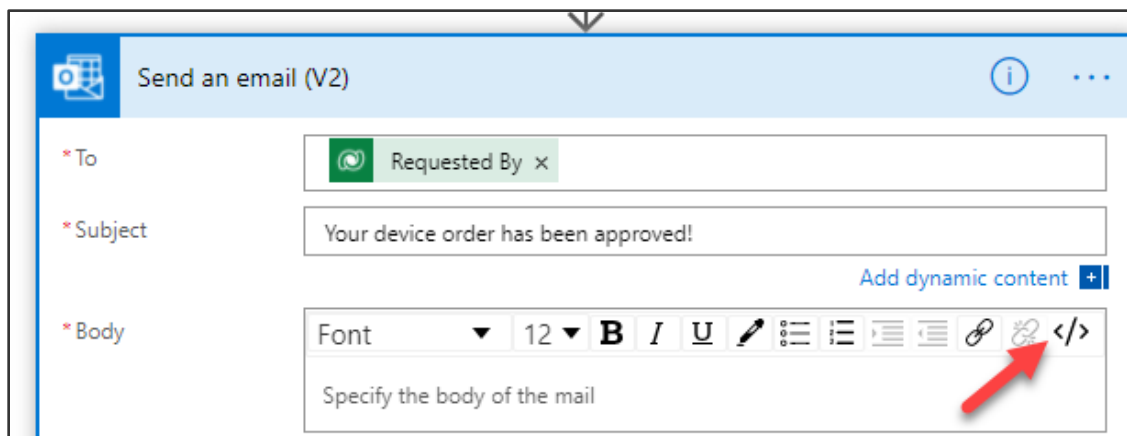 Send an email (V2)
* To
Requested By ×
* Subject
Your device order has been approved!
Add dynamic content +
* Body
Font 12 B I U </>
Specify the body of the mail